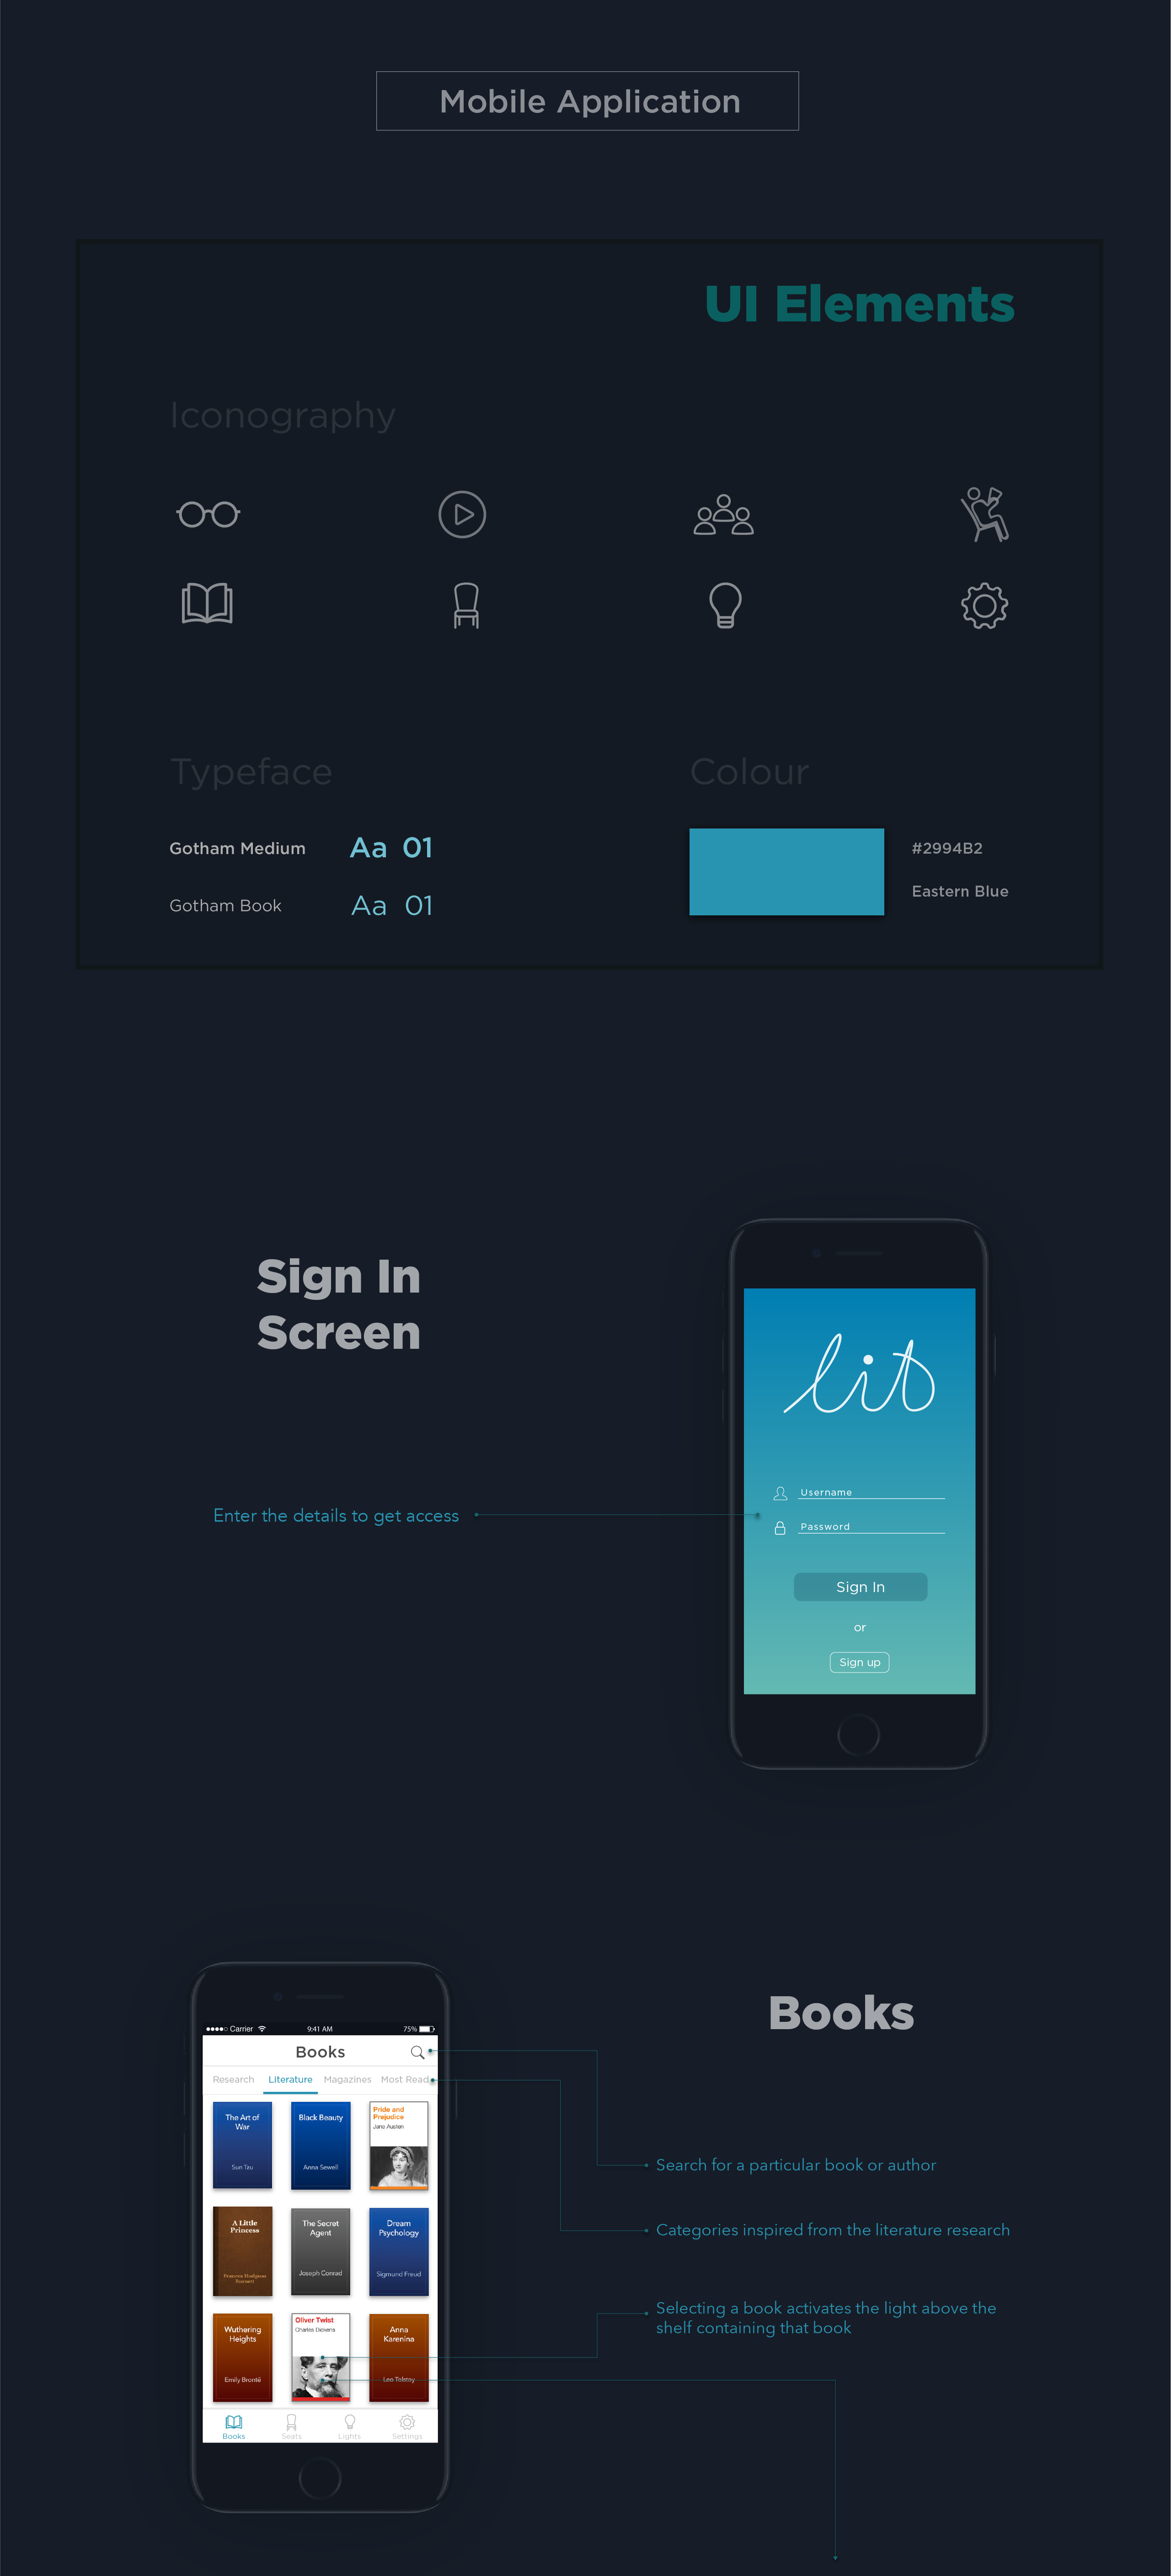 Mobile Application
UI Elements
Iconography
Typeface
Colour
Gotham Medium
Aa 01
#2994B2
Gotham Book
Aa 01
Eastern Blue
Sign In
Screen
lit
Username
Enter the details to get access
Password
Sign In
or
Sign up
Books
Carrier 9:41 AM 75%
Books
Research Literature Magazines Most Read
The Art of
War
Sun Tzu
Black Beauty
Anna Sewell
Pride and
Prejudice
Jane Austen
Search for a particular book or author
A Little
Princess
Frances Hodgson
Burnett
The Secret
Agent
Joseph Conrad
Dream
Psychology
Sigmund Freud
Categories inspired from the literature research
Selecting a book activates the light above the
shelf containing that book
Wuthering
Heights
Emily Brontë
Oliver Twist
Charles Dickens
Anna
Karenina
Leo Tolstoy
Books Seats Lights Settings